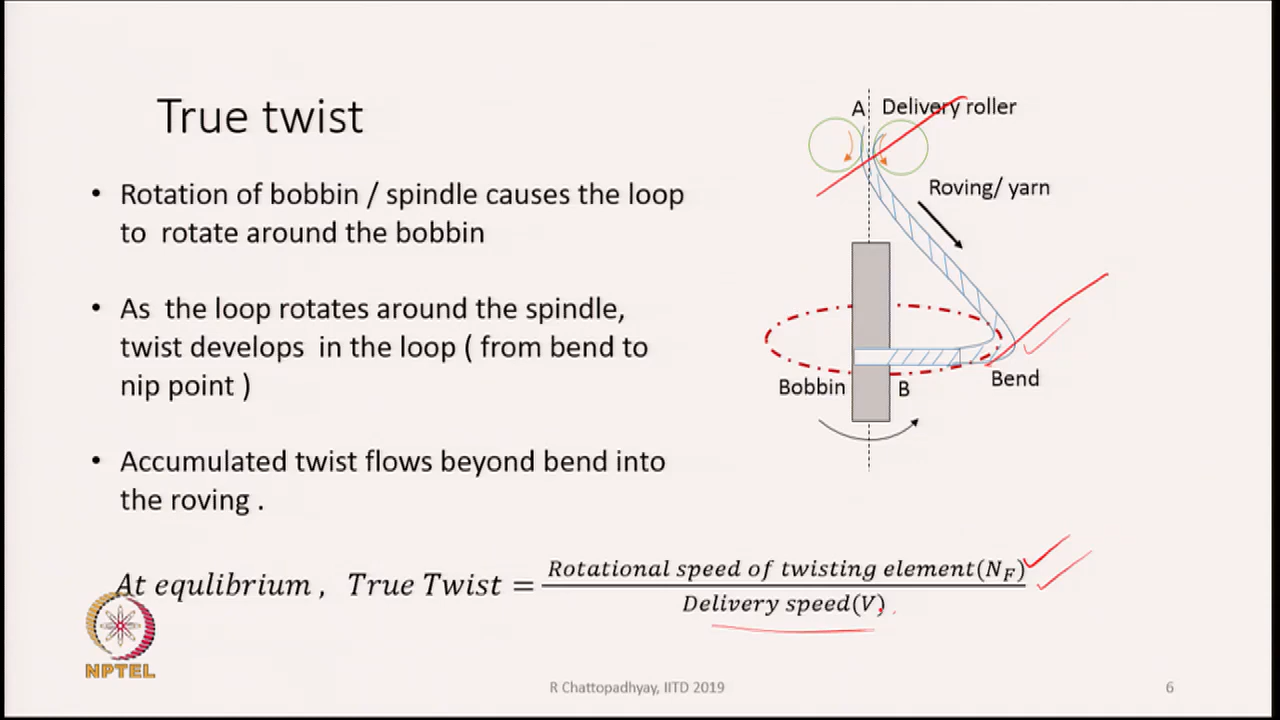 True twist
• Rotation of bobbin / spindle causes the loop
to rotate around the bobbin
• As the loop rotates around the spindle,
twist develops in the loop ( from bend to
nip point )
• Accumulated twist flows beyond bend into
the roving .
At equlibrium , True Twist = Rotational speed of twisting element(N_F)
Delivery speed(V)
A Delivery roller
Roving/ yarn
Bend
Bobbin B
NPTEL
R Chattopadhyay, IITD 2019
6